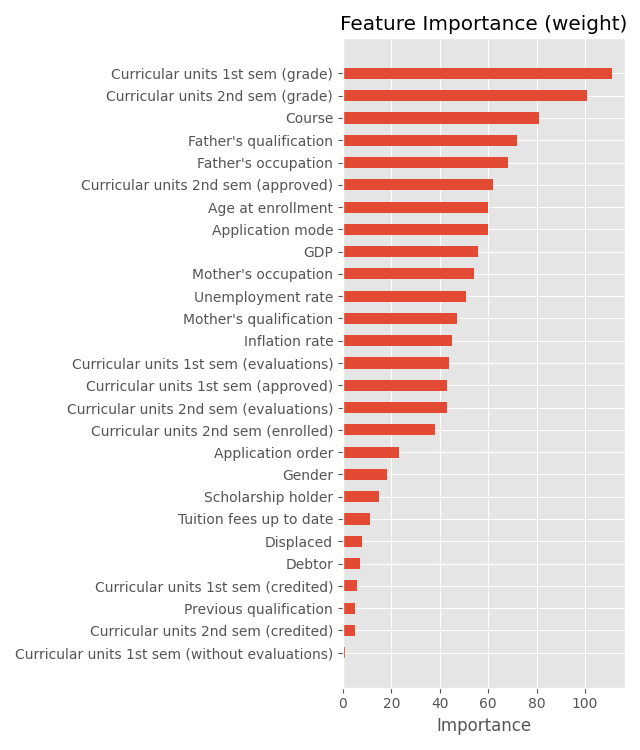 Feature Importance (weight)
Curricular units 1st sem (grade)
Curricular units 2nd sem (grade)
Course
Father's qualification
Father's occupation
Curricular units 2nd sem (approved)
Age at enrollment
Application mode
GDP
Mother's occupation
Unemployment rate
Mother's qualification
Inflation rate
Curricular units 1st sem (evaluations)
Curricular units 1st sem (approved)
Curricular units 2nd sem (evaluations)
Curricular units 2nd sem (enrolled)
Application order
Gender
Scholarship holder
Tuition fees up to date
Displaced
Debtor
Curricular units 1st sem (credited)
Previous qualification
Curricular units 2nd sem (credited)
Curricular units 1st sem (without evaluations)
0 20 40 60 80 100
Importance